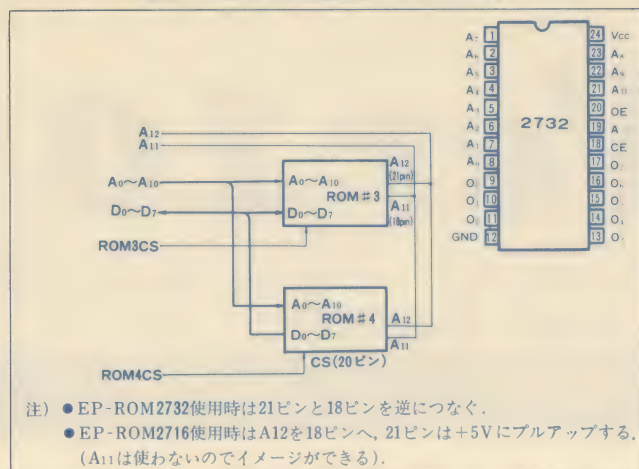 A12
A11
A0～A10
D0～D7
ROM3CS
ROM4CS
A0～A10
ROM#3
D0～D7
A12
(21pin)
A11
(18pin)
A0～A10
ROM#4
D0～D7
A12
A11
CS(20ピン)
2732
1
2
3
4
5
6
7
8
9
10
11
GND 12
24 Vcc
23
22
21 A11
20 OE
19 A
18 CE
17
16
15
14
13
注) ●EP-ROM2732使用時は21ピンと18ピンを逆につなぐ.
●EP-ROM2716使用時はA12を18ピンへ, 21ピンは+5Vにプルアップする.
(A11は使わないのでイメージができる).